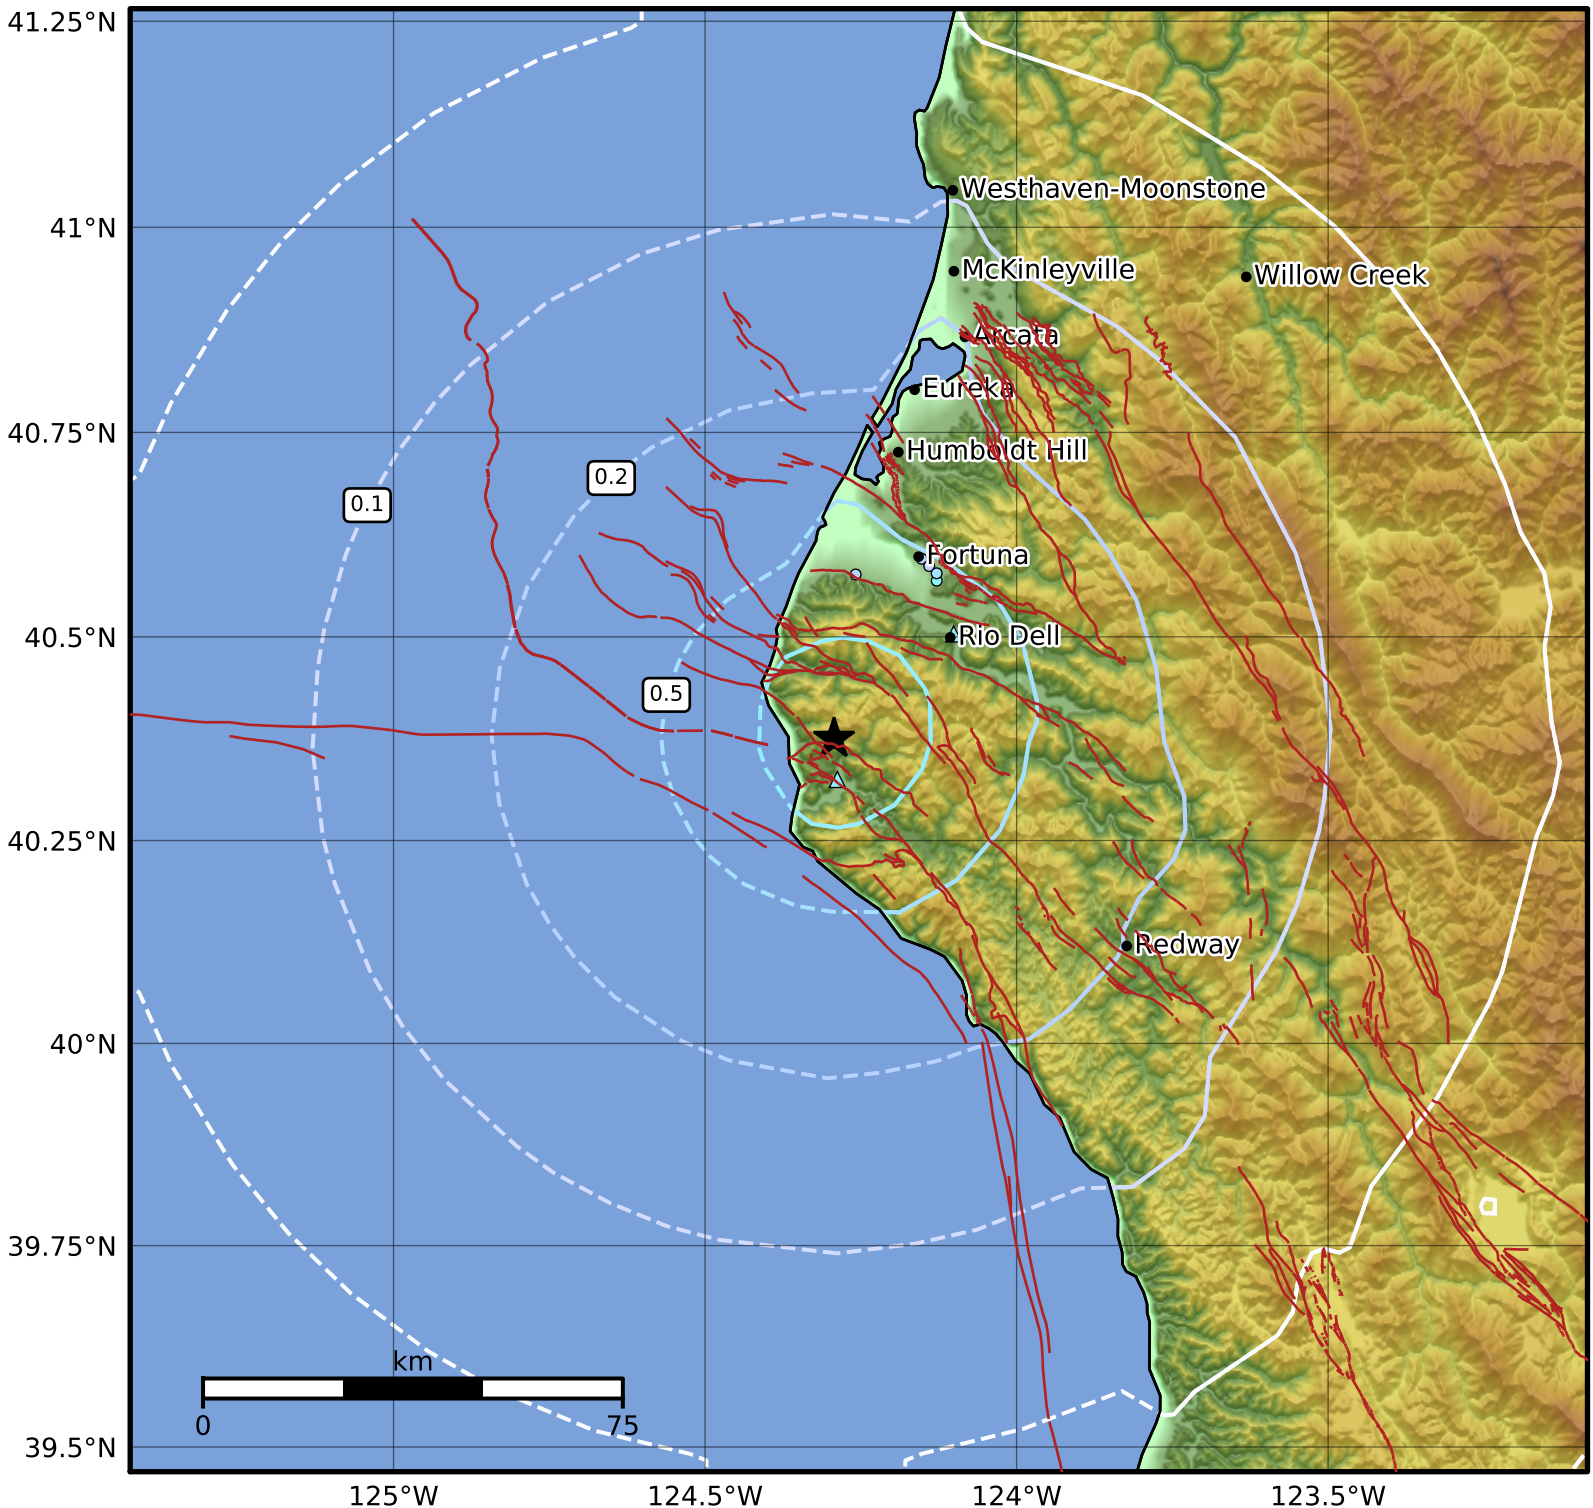 41.25°N
Westhaven-Moonstone
41°N
McKinleyville
Willow Creek
Arcata
Eureka
40.75°N
Humboldt Hill
0.2
0.1
Fortuna
40.5°N
Rio Dell
0.5
40.25°N
Redway
40°N
39.75°N
km
0
75
39.5°N
125°W
124.5°W
124°W
123.5°W